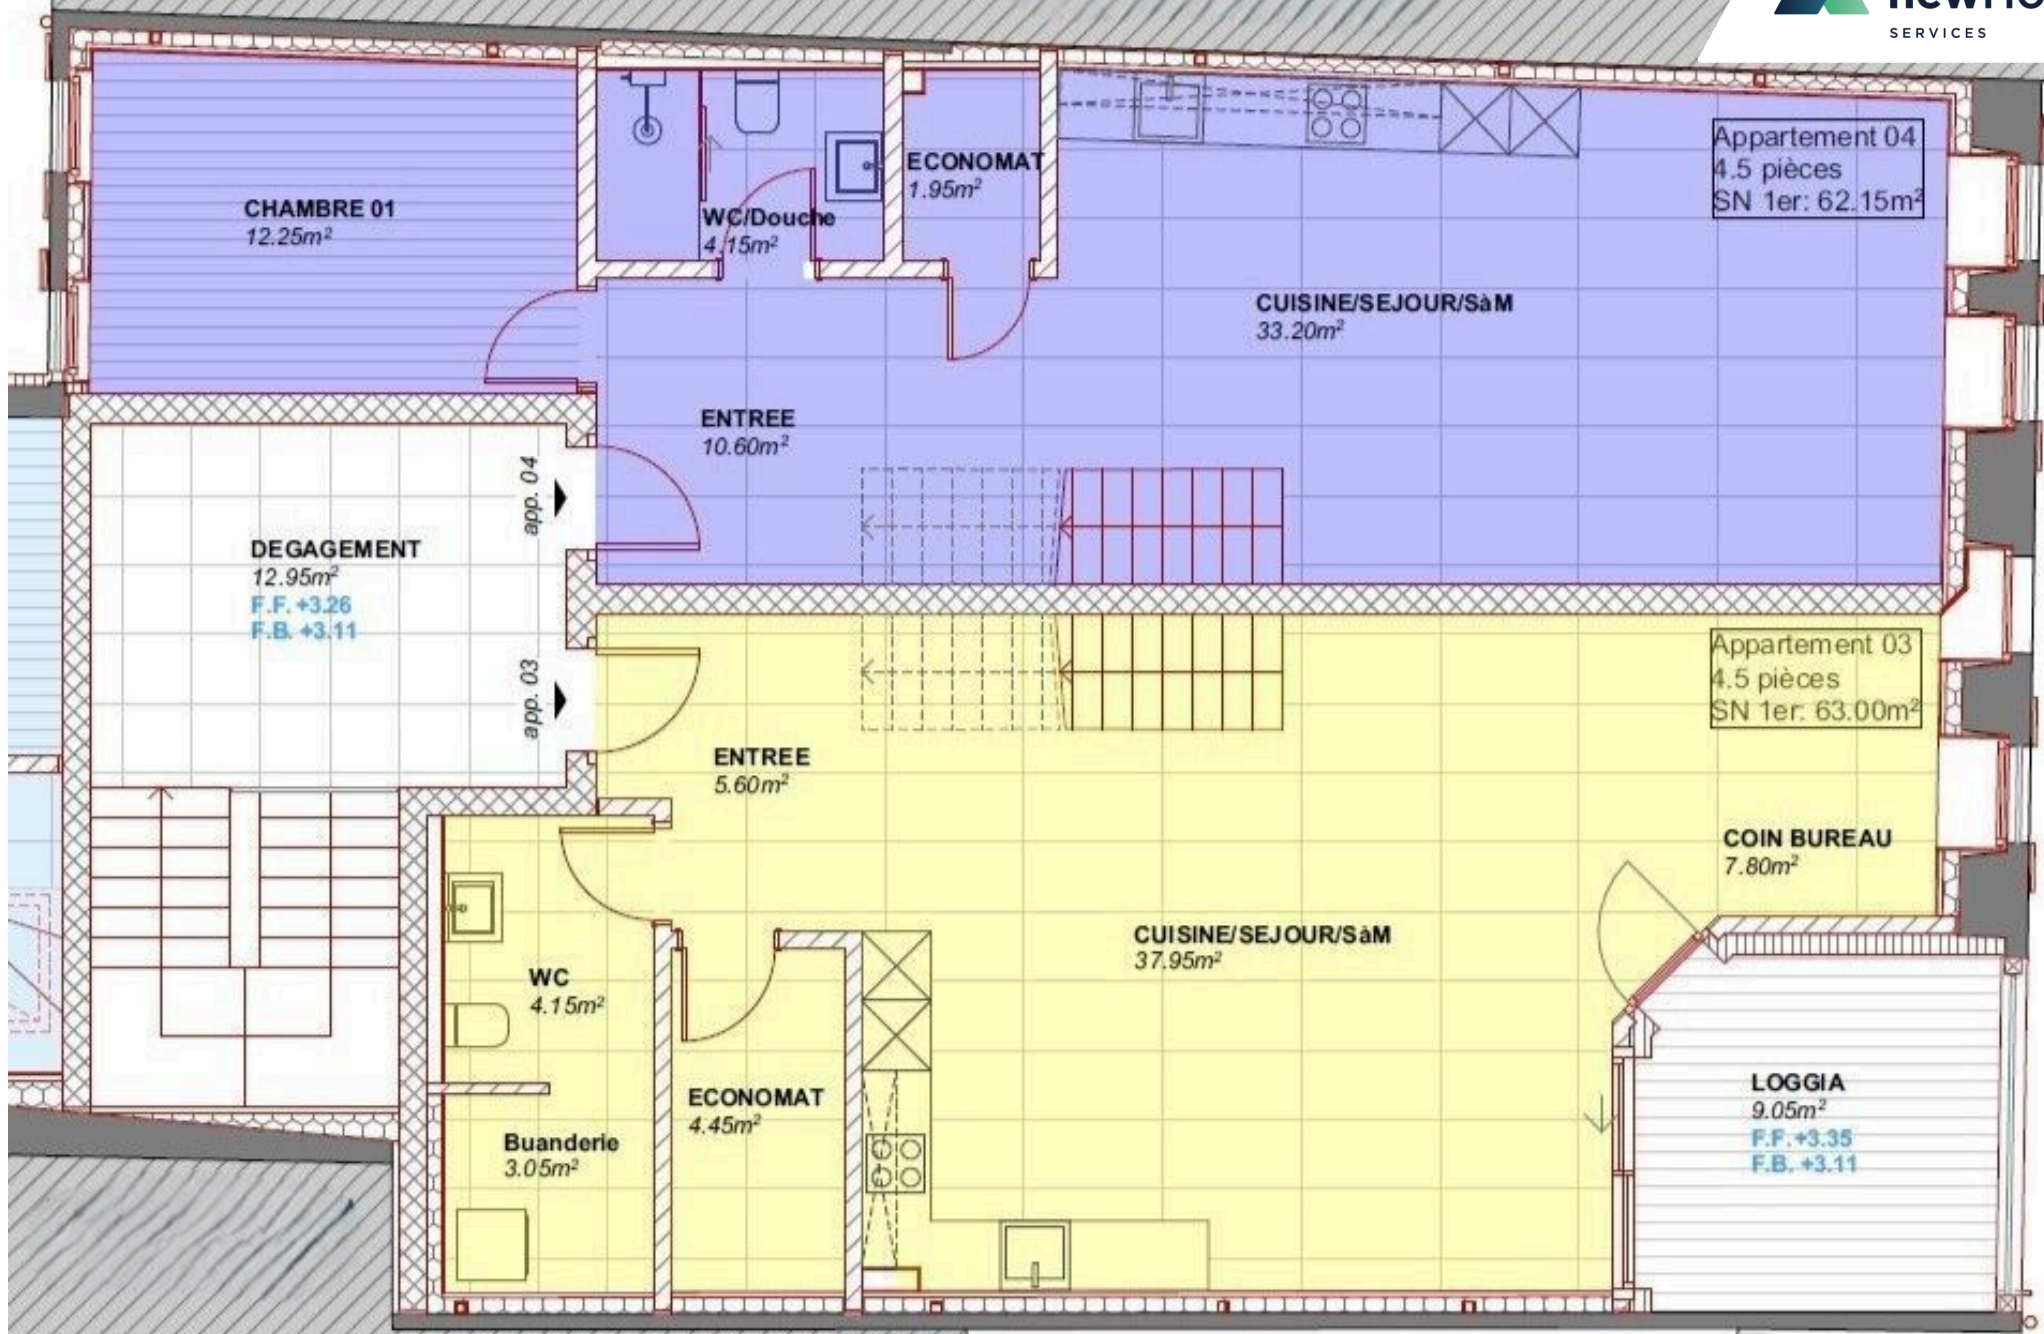 SERVICES
CHAMBRE 01
12.25m²
WC/Douche
4.15m²
ECONOMAT
1.95m²
Appartement 04
4.5 pièces
SN 1er: 62.15m²
CUISINE/SEJOUR/SàM
33.20m²
ENTREE
10.60m²
app. 04
DEGAGEMENT
12.95m²
F.F. +3.26
F.B. +3.11
app. 03
Appartement 03
4.5 pièces
SN 1er: 63.00m²
ENTREE
5.60m²
COIN BUREAU
7.80m²
CUISINE/SEJOUR/SàM
37.95m²
WC
4.15m²
ECONOMAT
4.45m²
Buanderie
3.05m²
LOGGIA
9.05m²
F.F. +3.35
F.B. +3.11